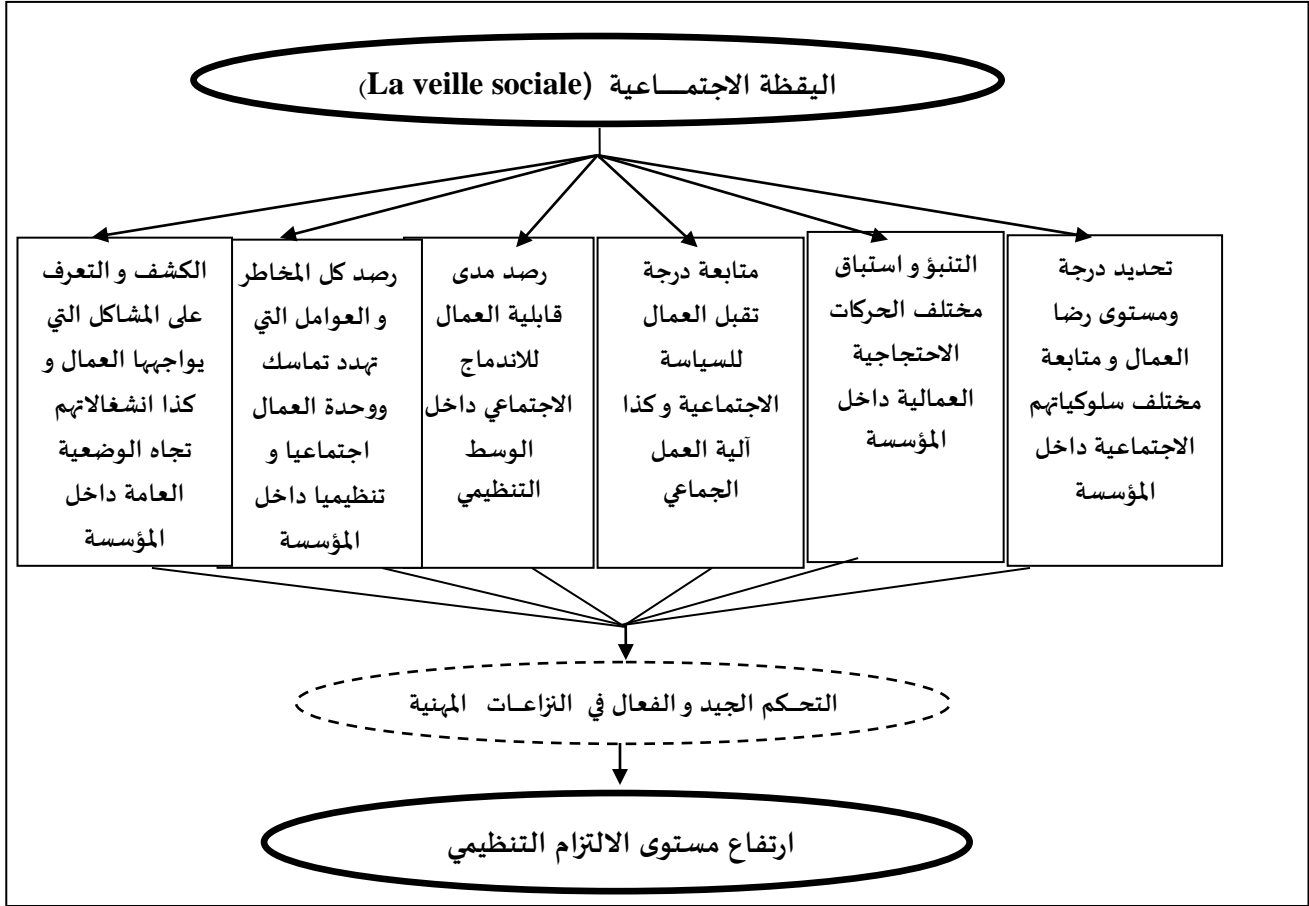 اليقظة الاجتمـــاعية (La veille sociale)
تحديد درجة
ومستوى رضا
العمال و متابعة
مختلف سلوكياتهم
الاجتماعية داخل
المؤسسة
التنبؤ و استباق
مختلف الحركات
الاحتجاجية
العمالية داخل
المؤسسة
متابعة درجة
تقبل العمال
للسياسة
الاجتماعية و كذا
آلية العمل
الجماعي
رصد مدى
قابلية العمال
للاندماج
الاجتماعي داخل
الوسط
التنظيمي
رصد كل المخاطر
و العوامل التي
تهدد تماسك
ووحدة العمال
اجتماعيا و
تنظيميا داخل
المؤسسة
الكشف و التعرف
على المشاكل التي
يواجهها العمال و
كذا انشغالاتهم
تجاه الوضعية
العامة داخل
المؤسسة
التحـكم الجيد و الفعال في النزاعـات المهنية
ارتفاع مستوى الالتزام التنظيمي